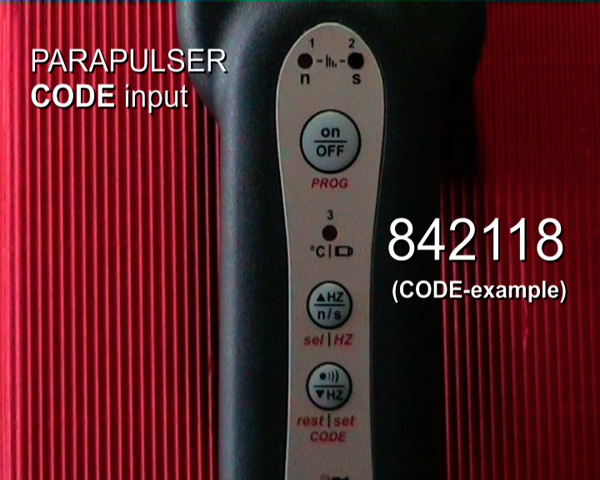 PARAPULSER
CODE input
1 2
n s
on
OFF
PROG
3
°C
842118
(CODE-example)
▲HZ
n/s
sel|HZ
▼HZ
rest|set
CODE